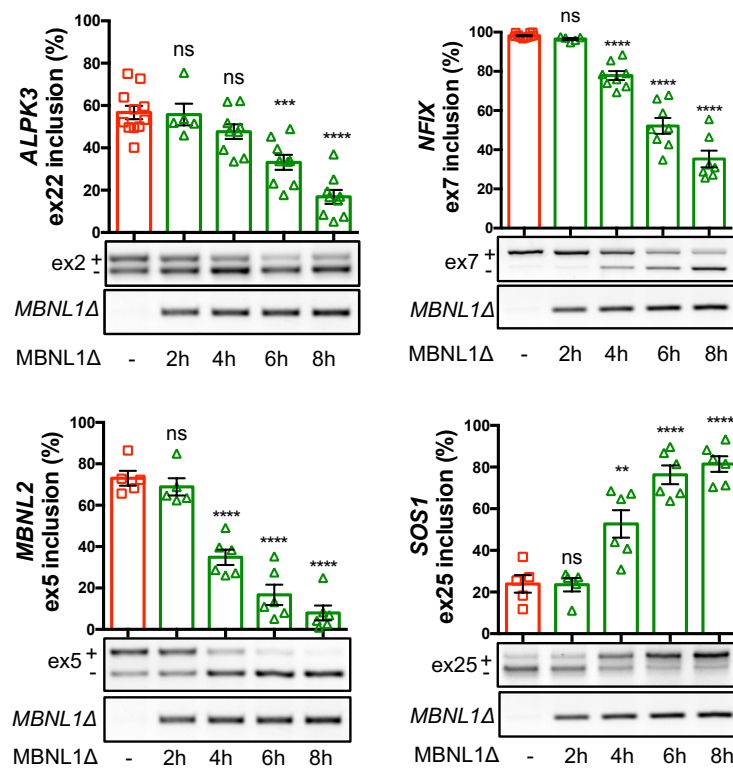 ALPK3
ex22 inclusion (%)
100
80
60
40
20
0
ns
ns
***
****
ex2 +
-
MBNL1Δ
MBNL1Δ - 2h 4h 6h 8h
NFIX
ex7 inclusion (%)
100
80
60
40
20
0
ns
****
****
****
ex7 +
-
MBNL1Δ
MBNL1Δ - 2h 4h 6h 8h
MBNL2
ex5 inclusion (%)
100
80
60
40
20
0
ns
****
****
****
ex5 +
-
MBNL1Δ
MBNL1Δ - 2h 4h 6h 8h
SOS1
ex25 inclusion (%)
100
80
60
40
20
0
ns
**
****
****
ex25 +
-
MBNL1Δ
MBNL1Δ - 2h 4h 6h 8h